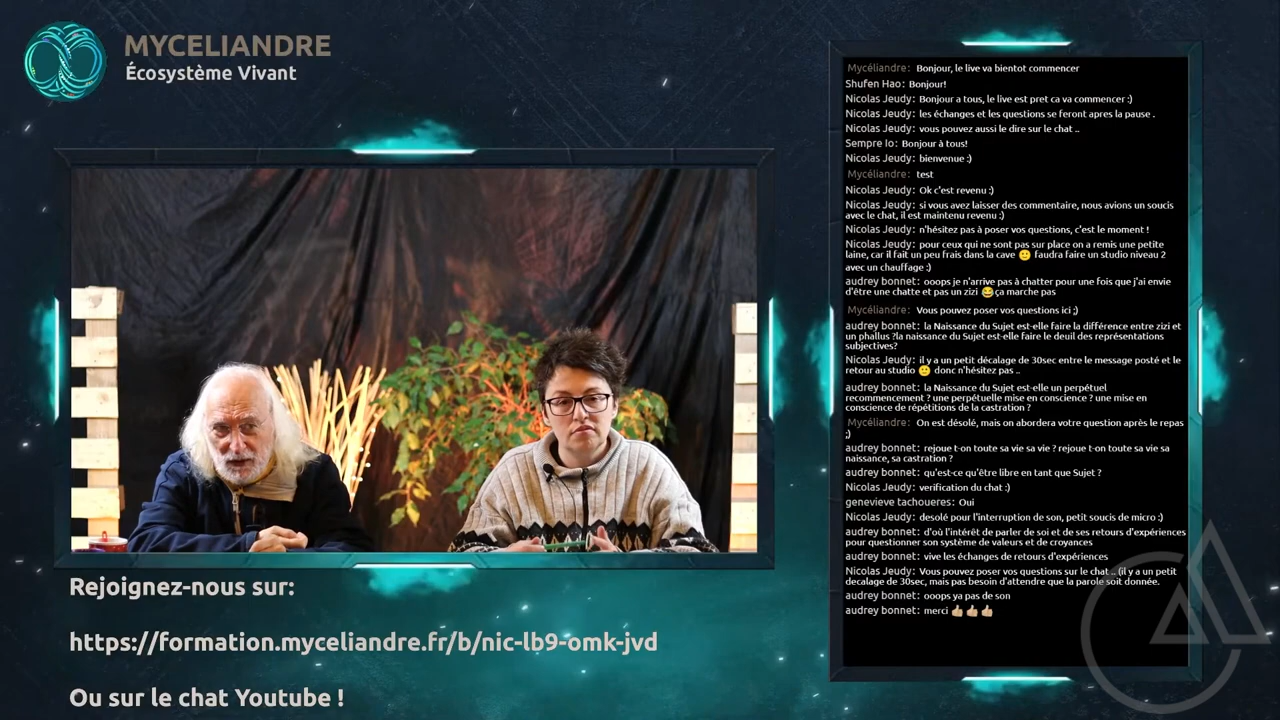 MYCELIANDRE
Écosystème Vivant
Mycéliandre: Bonjour, le live va bientot commencer
Shufen Hao: Bonjour!
Nicolas Jeudy: Bonjour a tous, le live est pret ca va commencer :)
Nicolas Jeudy: les échanges et les questions se feront apres la pause .
Nicolas Jeudy: vous pouvez aussi le dire sur le chat ..
Sempre Io: Bonjour à tous!
Nicolas Jeudy: bienvenue :)
Mycéliandre: test
Nicolas Jeudy: Ok c'est revenu :)
Nicolas Jeudy: si vous avez laisser des commentaire, nous avions un soucis
avec le chat, il est maintenu revenu :)
Nicolas Jeudy: n'hésitez pas à poser vos questions, c'est le moment !
Nicolas Jeudy: pour ceux qui ne sont pas sur place on a remis une petite
laine, car il fait un peu frais dans la cave 🙂 faudra faire un studio niveau 2
avec un chauffage :)
audrey bonnet: ooops je n'arrive pas à chatter pour une fois que j'ai envie
d'être une chatte et pas un zizi 😂 ça marche pas
Mycéliandre: Vous pouvez poser vos questions ici ;)
audrey bonnet: la Naissance du Sujet est-elle faire la différence entre zizi et
un phallus ?la naissance du Sujet est-elle faire le deuil des représentations
subjectives?
Nicolas Jeudy: il y a un petit décalage de 30sec entre le message posté et le
retour au studio 🙂 donc n'hésitez pas ..
audrey bonnet: la Naissance du Sujet est-elle un perpétuel
recommencement ? une perpétuelle mise en conscience ? une mise en
conscience de répétitions de la castration ?
Mycéliandre: On est désolé, mais on abordera votre question après le repas
;)
audrey bonnet: rejoue t-on toute sa vie sa vie ? rejoue t-on toute sa vie sa
naissance, sa castration ?
audrey bonnet: qu'est-ce qu'être libre en tant que Sujet ?
Nicolas Jeudy: verification du chat :)
genevieve tachoueres: Oui
Nicolas Jeudy: desolé pour l'interruption de son, petit soucis de micro :)
audrey bonnet: d'où l'intérêt de parler de soi et de ses retours d'expériences
pour questionner son système de valeurs et de croyances
audrey bonnet: vive les échanges de retours d'expériences
Nicolas Jeudy: Vous pouvez poser vos questions sur le chat .. (il y a un petit
decalage de 30sec, mais pas besoin d'attendre que la parole soit donnée.
audrey bonnet: ooops ya pas de son
audrey bonnet: merci 👍🏼👍🏼👍🏼
Rejoignez-nous sur:
https://formation.myceliandre.fr/b/nic-lb9-omk-jvd
Ou sur le chat Youtube !